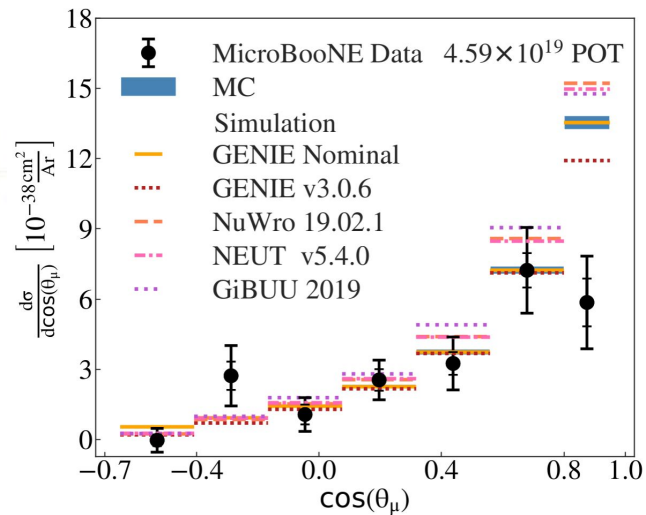 18
15
12
9
6
3
0
dσ/dcos(θμ) [10⁻³⁸ cm²/Ar]
MicroBooNE Data 4.59×10¹⁹ POT
MC
Simulation
GENIE Nominal
GENIE v3.0.6
NuWro 19.02.1
NEUT v5.4.0
GiBUU 2019
−0.7 −0.4 0.0 0.4 0.8 1.0
cos(θμ)